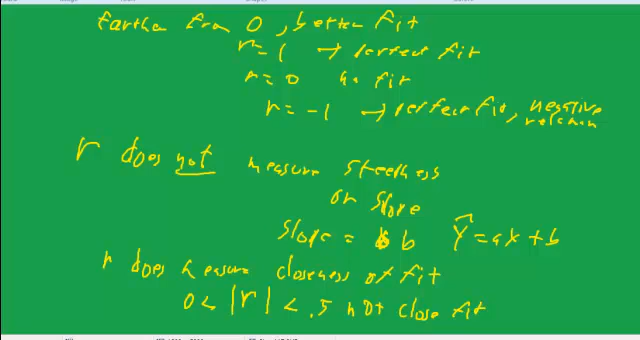 farther from 0, better fit
r = 1 → perfect fit
r = 0 no fit
r = -1 → perfect fit, negative relation
r does not measure steepness
or slope
slope = b Ŷ = ax + b
r does measure closeness of fit
0 < |r| < .5 not close fit